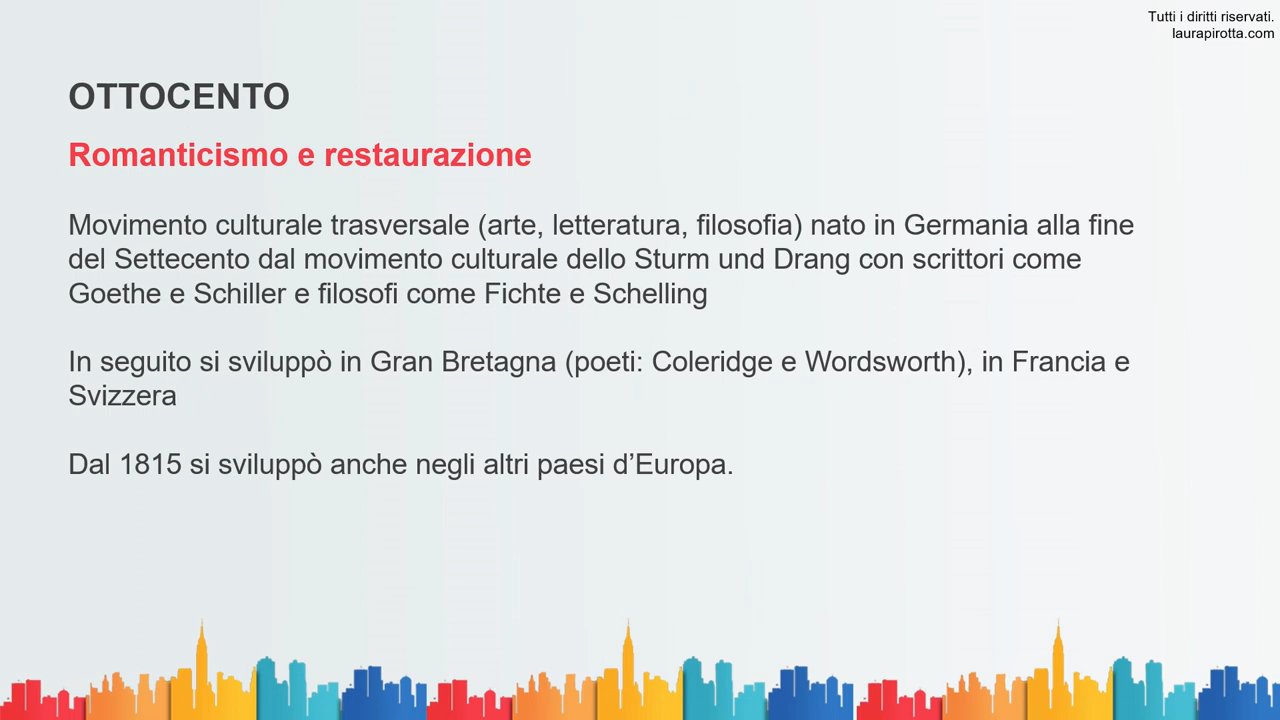 Tutti i diritti riservati.
laurapirotta.com
OTTOCENTO
Romanticismo e restaurazione
Movimento culturale trasversale (arte, letteratura, filosofia) nato in Germania alla fine
del Settecento dal movimento culturale dello Sturm und Drang con scrittori come
Goethe e Schiller e filosofi come Fichte e Schelling
In seguito si sviluppò in Gran Bretagna (poeti: Coleridge e Wordsworth), in Francia e
Svizzera
Dal 1815 si sviluppò anche negli altri paesi d’Europa.